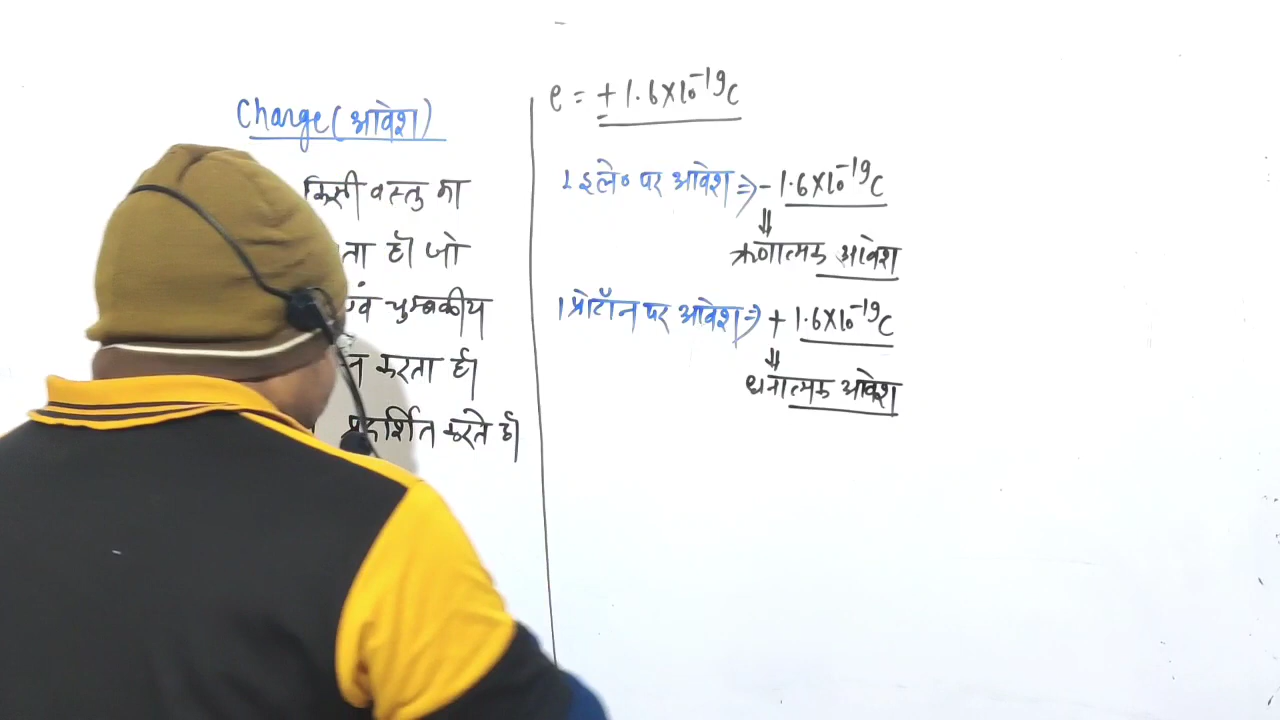 Charge (आवेश)
किसी वस्तु का
ता है। जो
एवं चुम्बकीय
करता है।
प्रदर्शित करते है।
e = + 1.6×10⁻¹⁹C
1 इले० पर आवेश ⇒ - 1.6×10⁻¹⁹C
⇓
ऋणात्मक आवेश
1 प्रोटॉन पर आवेश ⇒ + 1.6×10⁻¹⁹C
⇓
धनात्मक आवेश